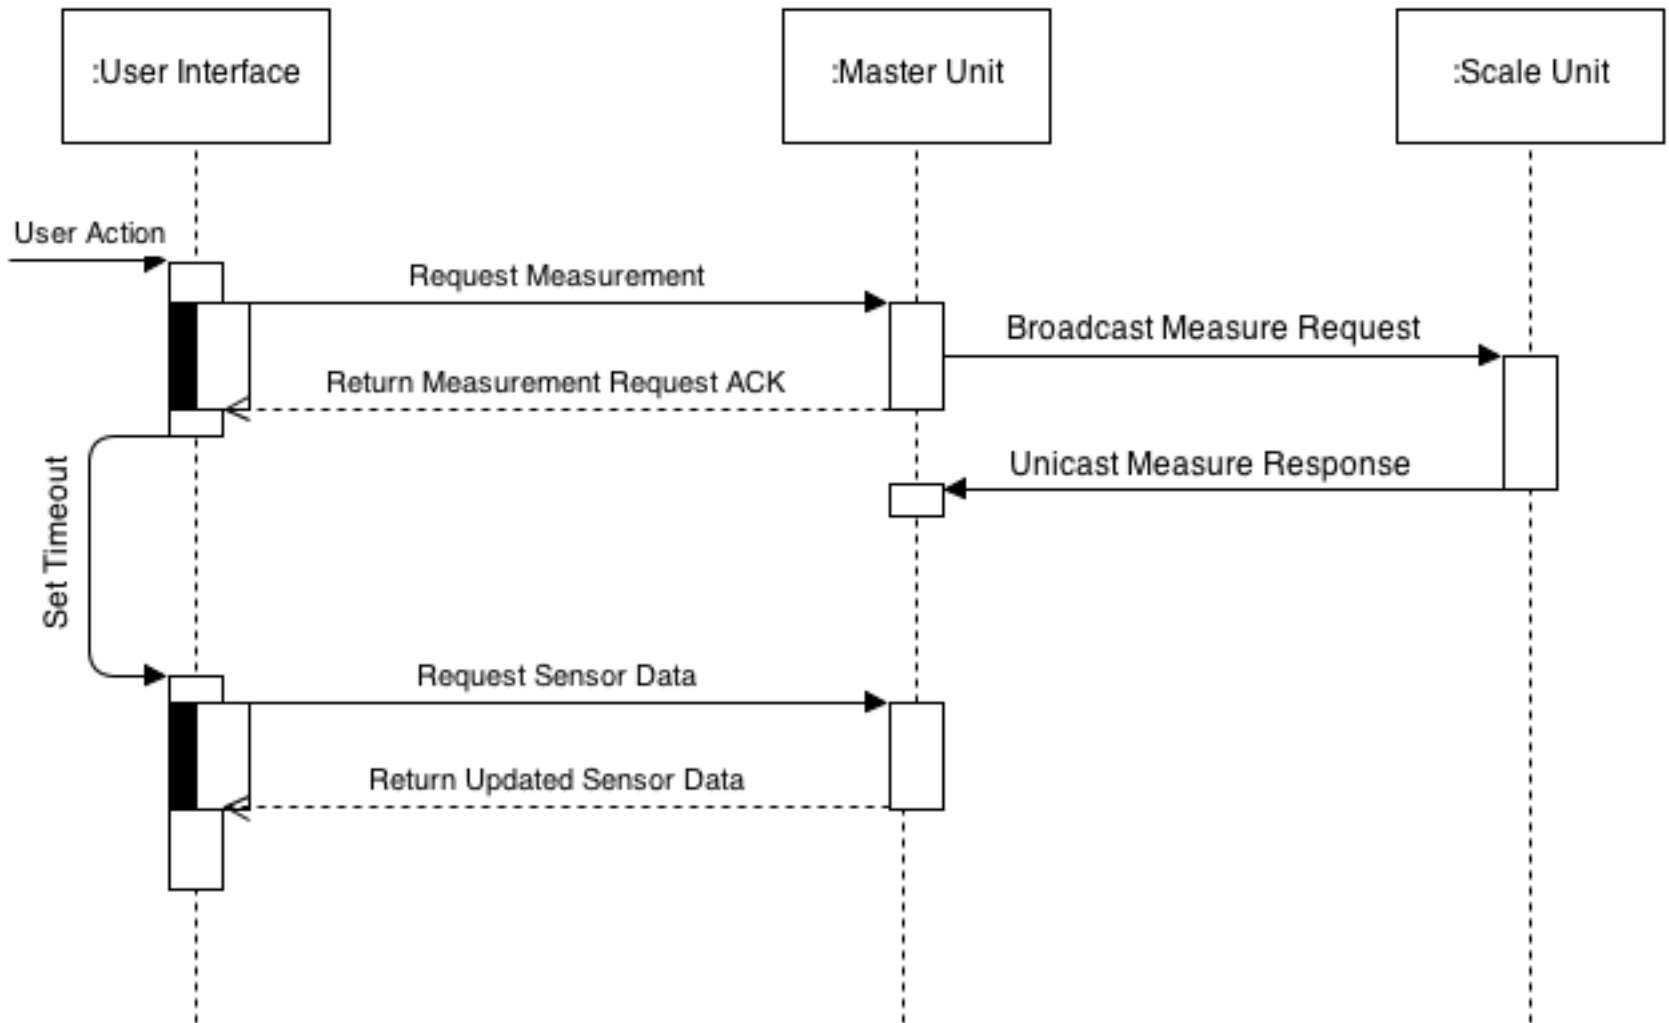 :User Interface
:Master Unit
:Scale Unit
User Action
Request Measurement
Broadcast Measure Request
Return Measurement Request ACK
Unicast Measure Response
Set Timeout
Request Sensor Data
Return Updated Sensor Data